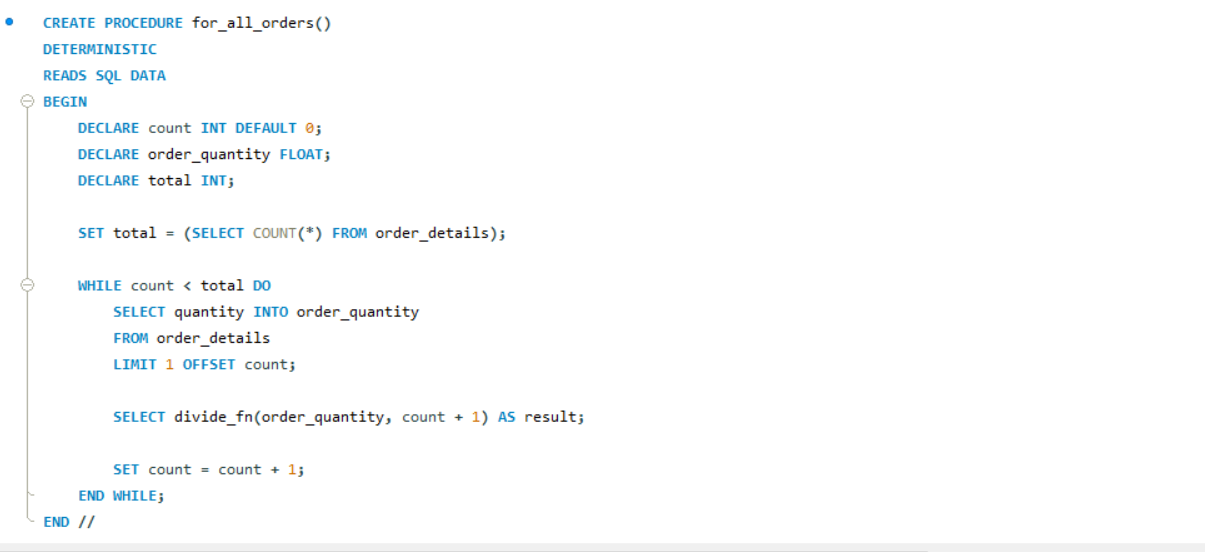 CREATE PROCEDURE for_all_orders()
DETERMINISTIC
READS SQL DATA
BEGIN
    DECLARE count INT DEFAULT 0;
    DECLARE order_quantity FLOAT;
    DECLARE total INT;

    SET total = (SELECT COUNT(*) FROM order_details);

    WHILE count < total DO
        SELECT quantity INTO order_quantity
        FROM order_details
        LIMIT 1 OFFSET count;

        SELECT divide_fn(order_quantity, count + 1) AS result;

        SET count = count + 1;
    END WHILE;
END //